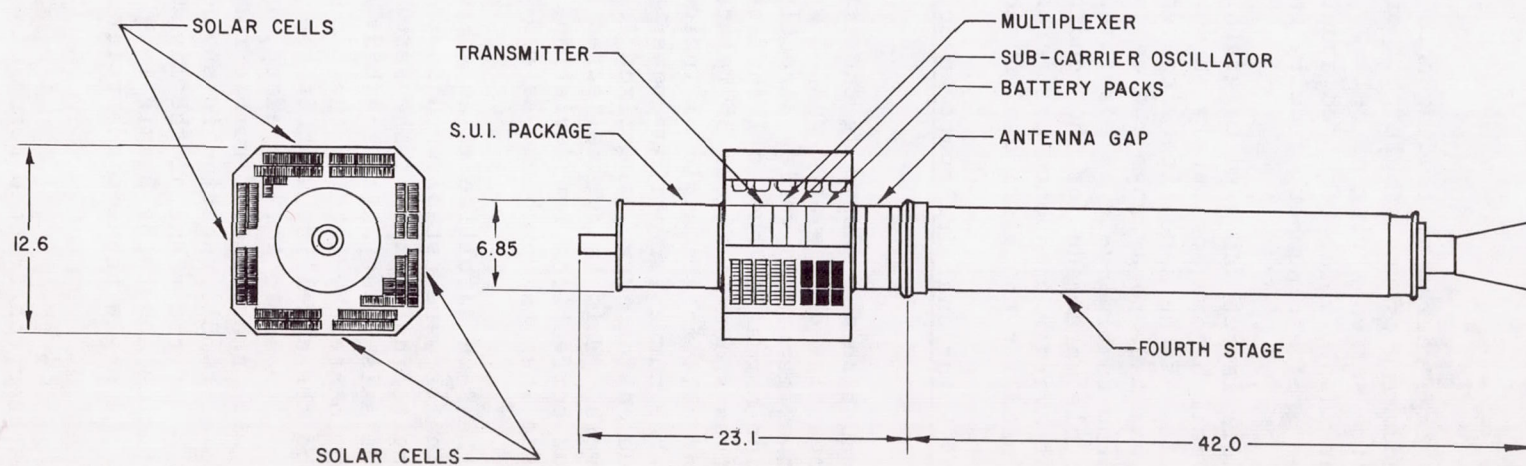 SOLAR CELLS
12.6
SOLAR CELLS
TRANSMITTER
S.U.I. PACKAGE
6.85
MULTIPLEXER
SUB-CARRIER OSCILLATOR
BATTERY PACKS
ANTENNA GAP
FOURTH STAGE
23.1
42.0